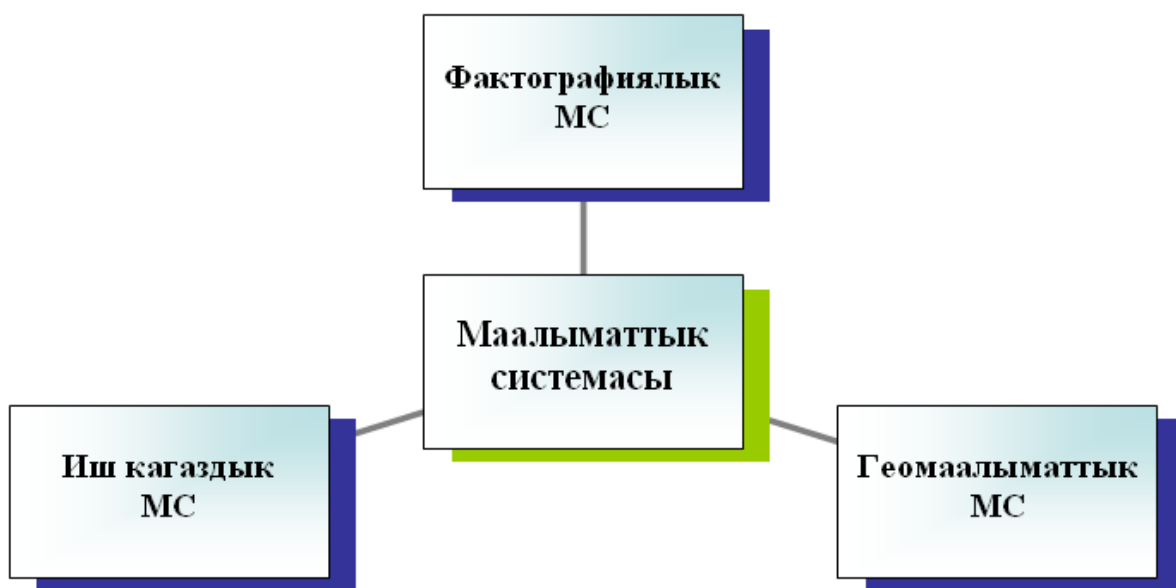 Фактографиялык
МС
Маалыматтык
системасы
Иш кагаздык
МС
Геомаалыматтык
МС